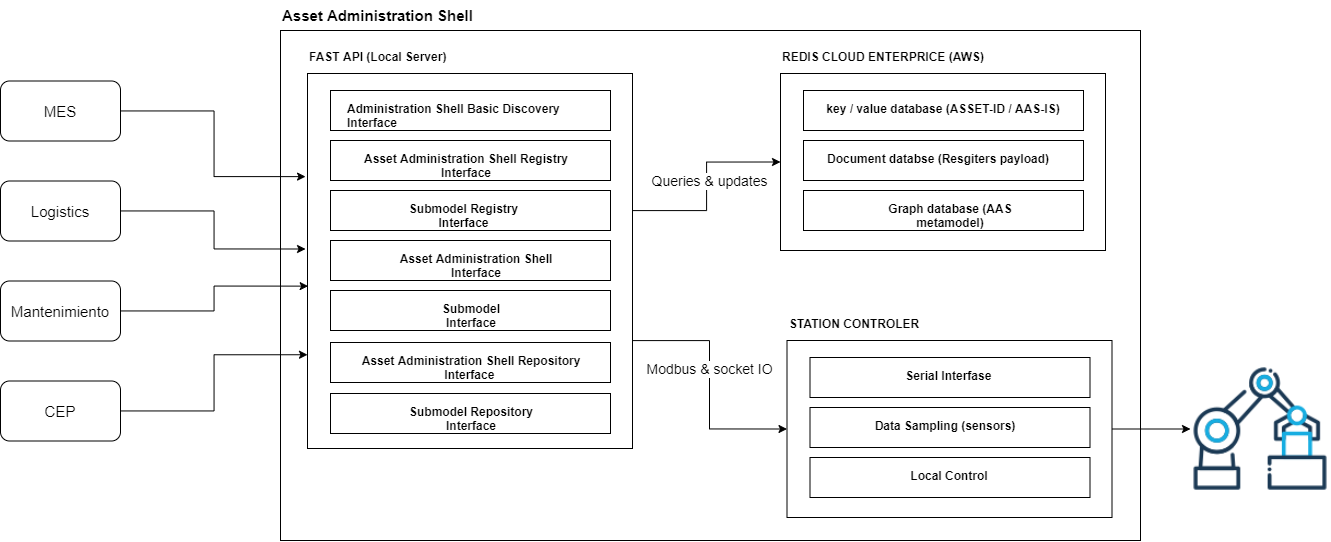 Asset Administration Shell
FAST API (Local Server)
REDIS CLOUD ENTERPRICE (AWS)
MES
Logistics
Mantenimiento
CEP
Administration Shell Basic Discovery
Interface
Asset Administration Shell Registry
Interface
Submodel Registry
Interface
Asset Administration Shell
Interface
Submodel
Interface
Asset Administration Shell Repository
Interface
Submodel Repository
Interface
Queries & updates
key / value database (ASSET-ID / AAS-IS)
Document databse (Resgiters payload)
Graph database (AAS
metamodel)
Modbus & socket IO
STATION CONTROLER
Serial Interfase
Data Sampling (sensors)
Local Control